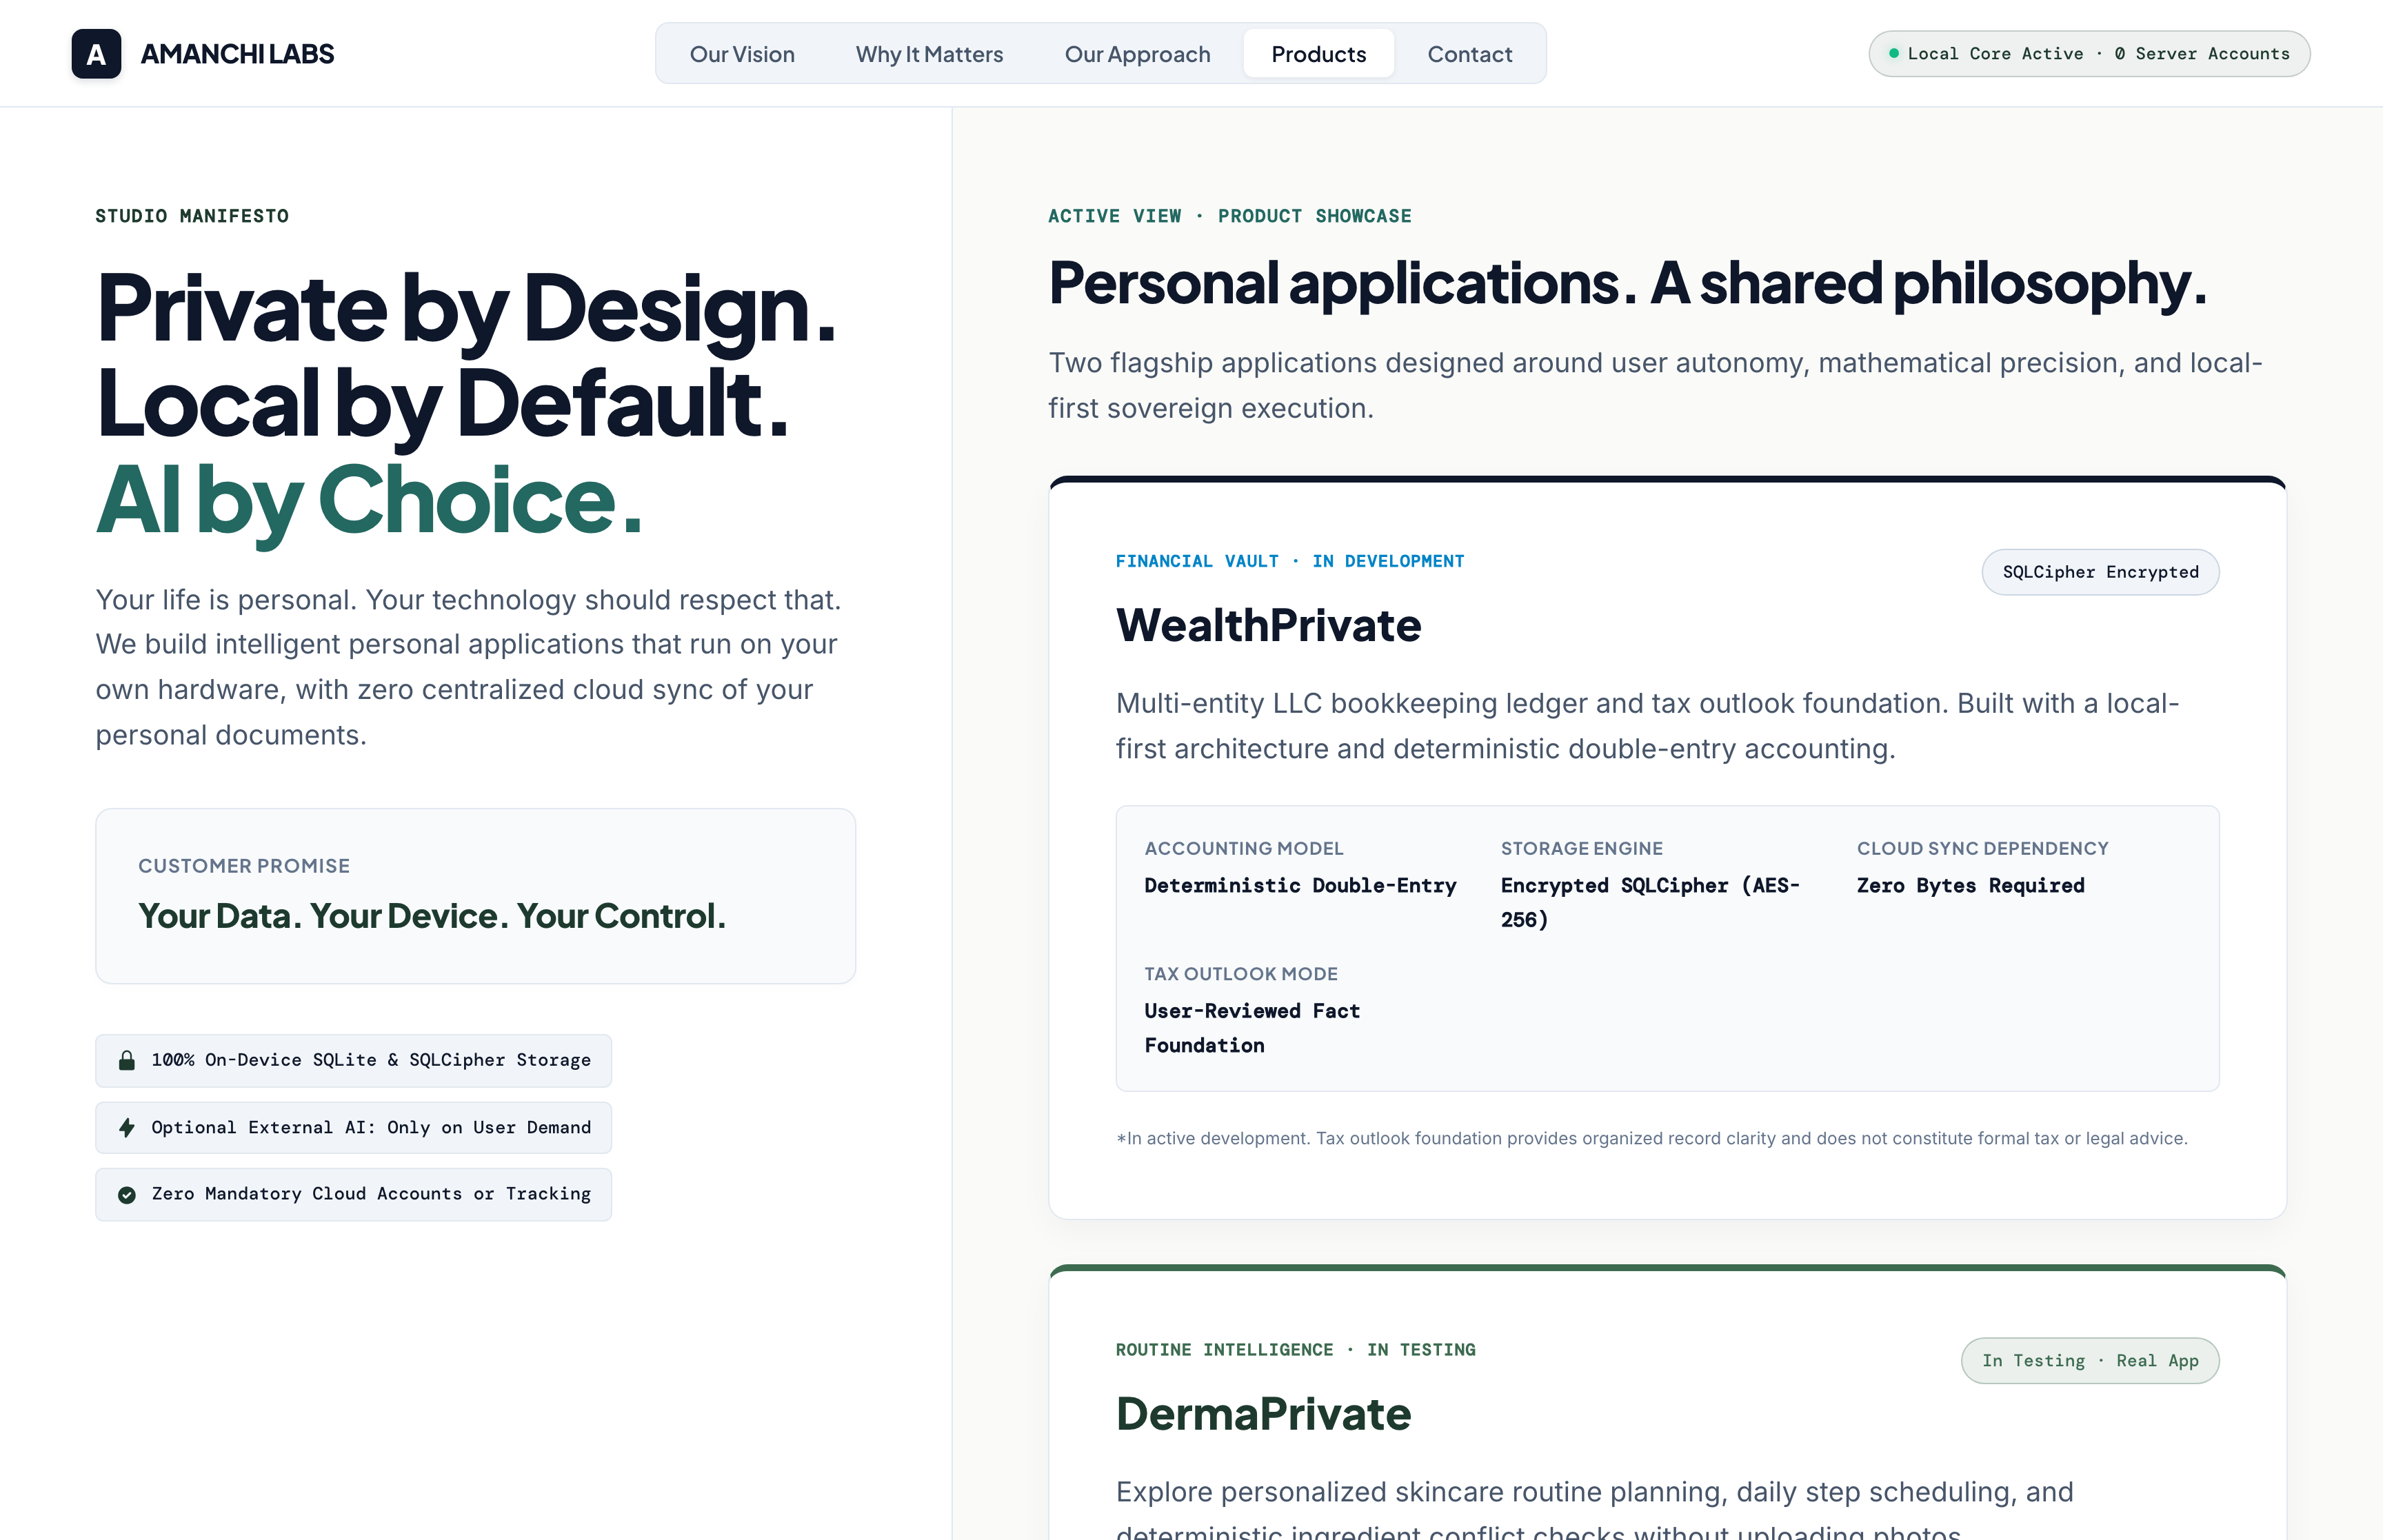 A AMANCHI LABS
Our Vision
Why It Matters
Our Approach
Products
Contact
Local Core Active · 0 Server Accounts
STUDIO MANIFESTO
Private by Design.
Local by Default.
AI by Choice.
Your life is personal. Your technology should respect that.
We build intelligent personal applications that run on your
own hardware, with zero centralized cloud sync of your
personal documents.
CUSTOMER PROMISE
Your Data. Your Device. Your Control.
100% On-Device SQLite & SQLCipher Storage
Optional External AI: Only on User Demand
Zero Mandatory Cloud Accounts or Tracking
ACTIVE VIEW · PRODUCT SHOWCASE
Personal applications. A shared philosophy.
Two flagship applications designed around user autonomy, mathematical precision, and local-
first sovereign execution.
FINANCIAL VAULT · IN DEVELOPMENT
SQLCipher Encrypted
WealthPrivate
Multi-entity LLC bookkeeping ledger and tax outlook foundation. Built with a local-
first architecture and deterministic double-entry accounting.
ACCOUNTING MODEL
Deterministic Double-Entry
STORAGE ENGINE
Encrypted SQLCipher (AES-
256)
CLOUD SYNC DEPENDENCY
Zero Bytes Required
TAX OUTLOOK MODE
User-Reviewed Fact
Foundation
*In active development. Tax outlook foundation provides organized record clarity and does not constitute formal tax or legal advice.
ROUTINE INTELLIGENCE · IN TESTING
In Testing · Real App
DermaPrivate
Explore personalized skincare routine planning, daily step scheduling, and
deterministic ingredient conflict checks without uploading photos